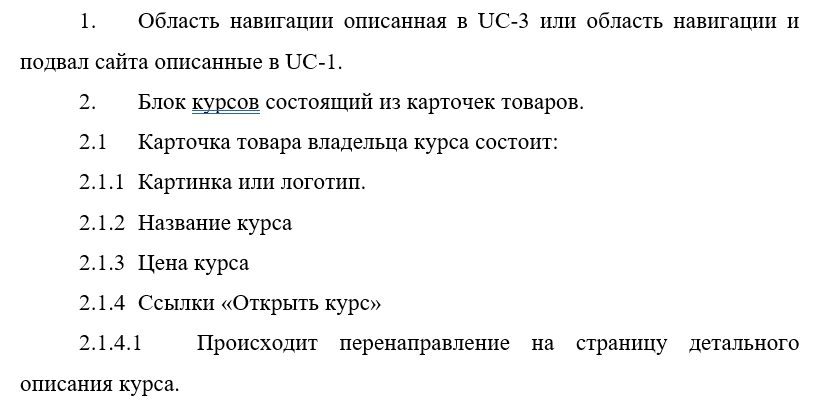 1. Область навигации описанная в UC-3 или область навигации и
подвал сайта описанные в UC-1.
2. Блок курсов состоящий из карточек товаров.
2.1 Карточка товара владельца курса состоит:
2.1.1 Картинка или логотип.
2.1.2 Название курса
2.1.3 Цена курса
2.1.4 Ссылки «Открыть курс»
2.1.4.1 Происходит перенаправление на страницу детального
описания курса.